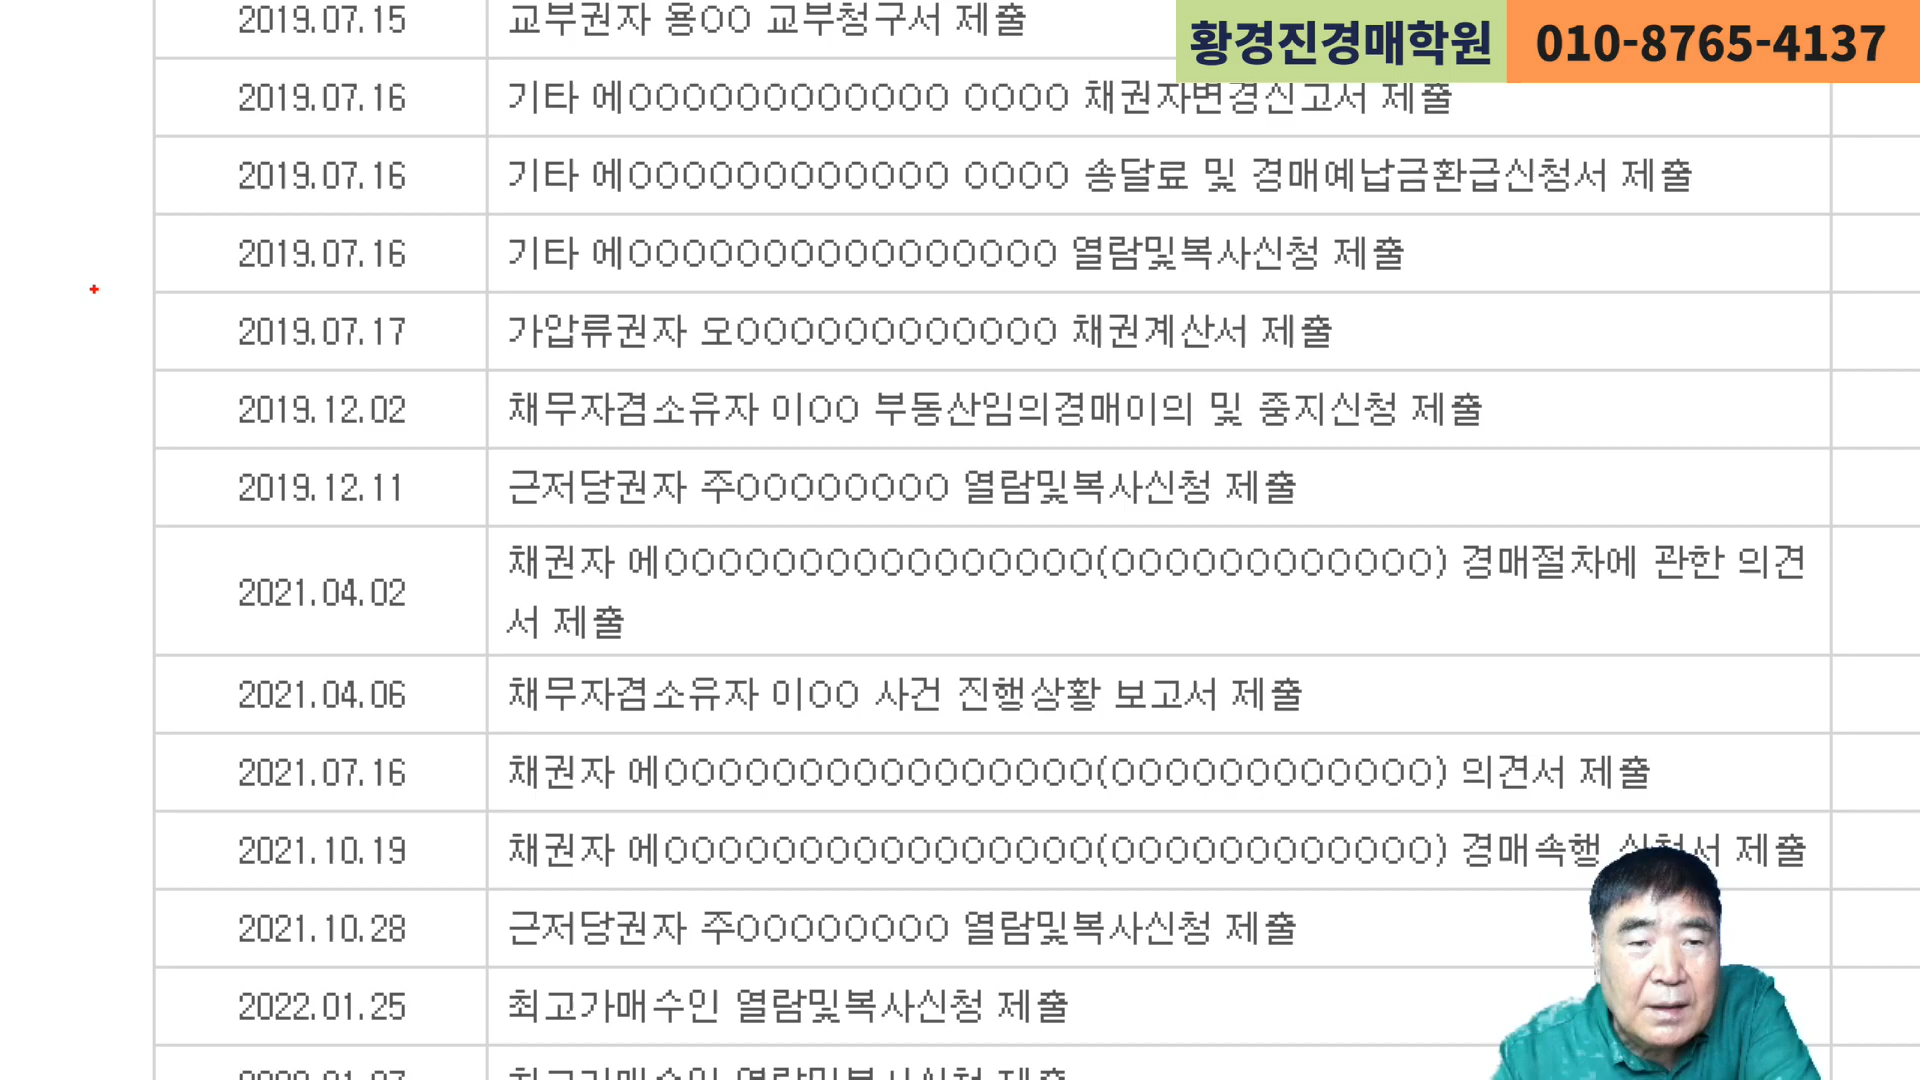 황경진경매학원 010-8765-4137
2019.07.15 교부권자 용OO 교부청구서 제출
2019.07.16 기타 에OOOOOOOOOOOO OOOO 채권자변경신고서 제출
2019.07.16 기타 에OOOOOOOOOOOO OOOO 송달료 및 경매예납금환급신청서 제출
2019.07.16 기타 에OOOOOOOOOOOOOOOO 열람및복사신청 제출
2019.07.17 가압류권자 모OOOOOOOOOOOO 채권계산서 제출
2019.12.02 채무자겸소유자 이OO 부동산임의경매이의 및 중지신청 제출
2019.12.11 근저당권자 주OOOOOOOO 열람및복사신청 제출
2021.04.02 채권자 에OOOOOOOOOOOOOOOO(OOOOOOOOOOOO) 경매절차에 관한 의견
서 제출
2021.04.06 채무자겸소유자 이OO 사건 진행상황 보고서 제출
2021.07.16 채권자 에OOOOOOOOOOOOOOOO(OOOOOOOOOOOO) 의견서 제출
2021.10.19 채권자 에OOOOOOOOOOOOOOOO(OOOOOOOOOOOO) 경매속행 신청서 제출
2021.10.28 근저당권자 주OOOOOOOO 열람및복사신청 제출
2022.01.25 최고가매수인 열람및복사신청 제출
최고가매수인 열람및복사신청 제출